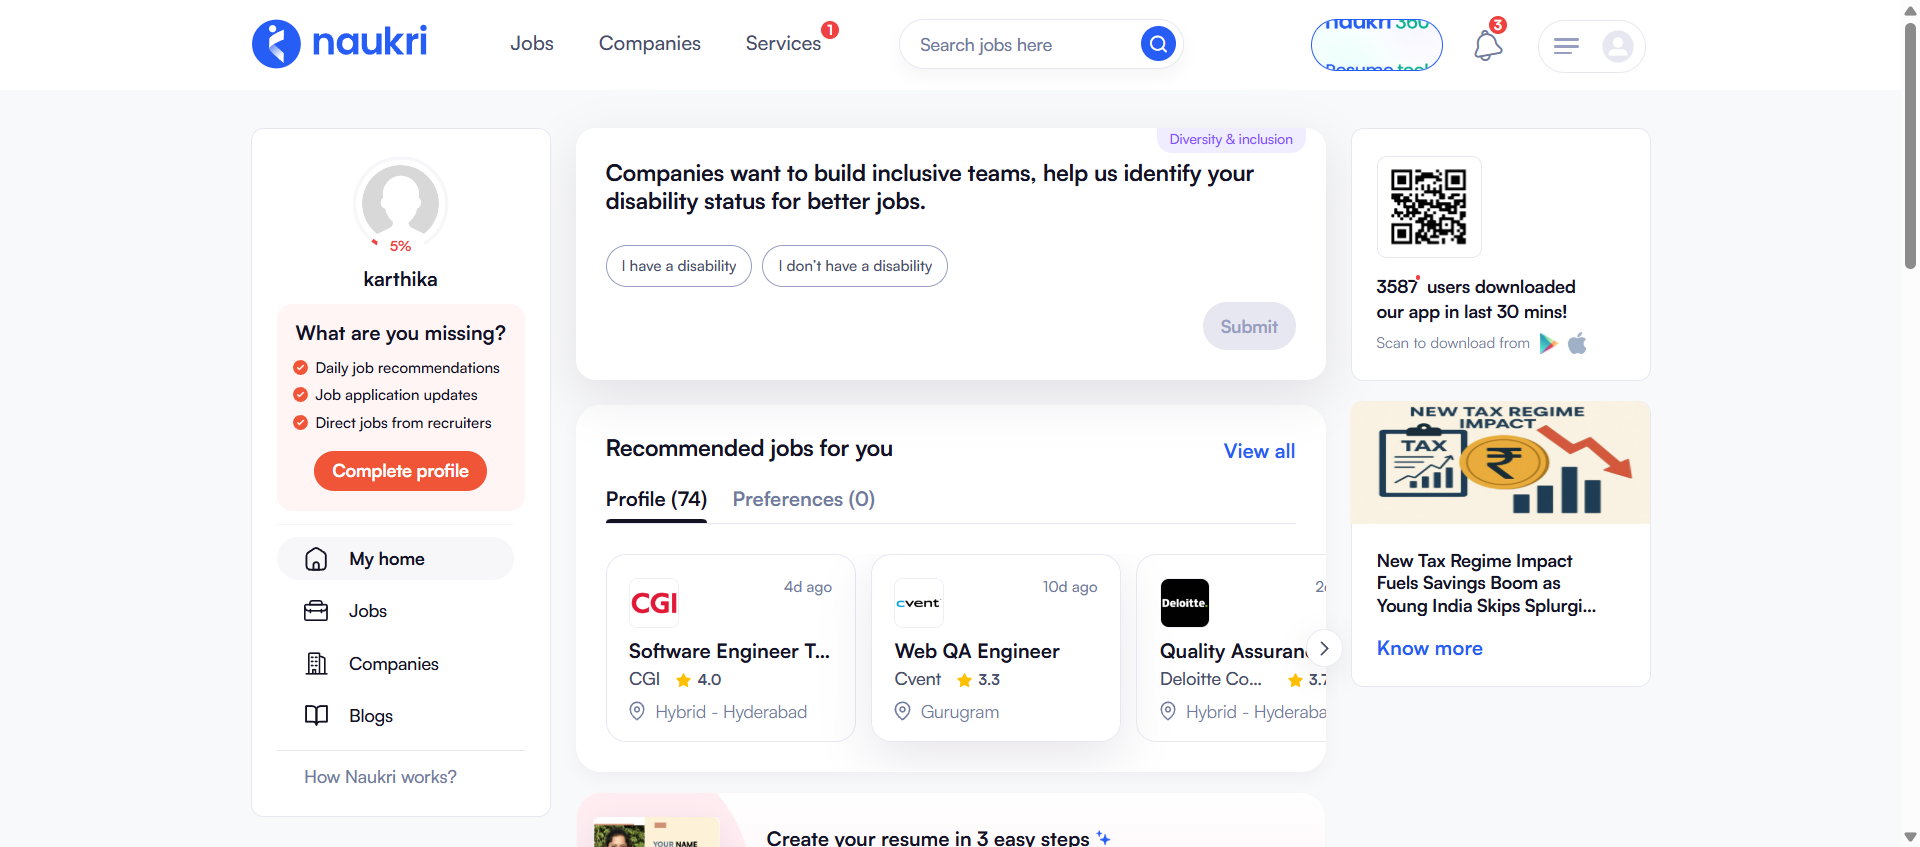 naukri
Jobs
Companies
Services
1
Search jobs here
naukri 360
Resume tool
3
5%
karthika
What are you missing?
Daily job recommendations
Job application updates
Direct jobs from recruiters
Complete profile
My home
Jobs
Companies
Blogs
How Naukri works?
Diversity & inclusion
Companies want to build inclusive teams, help us identify your
disability status for better jobs.
I have a disability
I don't have a disability
Submit
Recommended jobs for you
View all
Profile (74)
Preferences (0)
CGI
4d ago
Software Engineer T...
CGI
4.0
Hybrid - Hyderabad
cvent
10d ago
Web QA Engineer
Cvent
3.3
Gurugram
Deloitte.
Quality Assuran
Deloitte Co...
3.7
Hybrid - Hyderaba
YOUR NAME
Create your resume in 3 easy steps
3587 users downloaded
our app in last 30 mins!
Scan to download from
NEW TAX REGIME
IMPACT
TAX
New Tax Regime Impact
Fuels Savings Boom as
Young India Skips Splurgi...
Know more